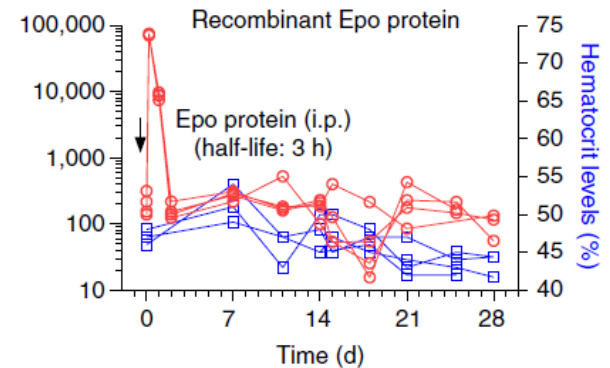 Recombinant Epo protein
100,000
10,000
1,000
100
10
Epo protein (i.p.)
(half-life: 3 h)
75
70
65
60
55
50
45
40
Hematocrit levels (%)
0 7 14 21 28
Time (d)